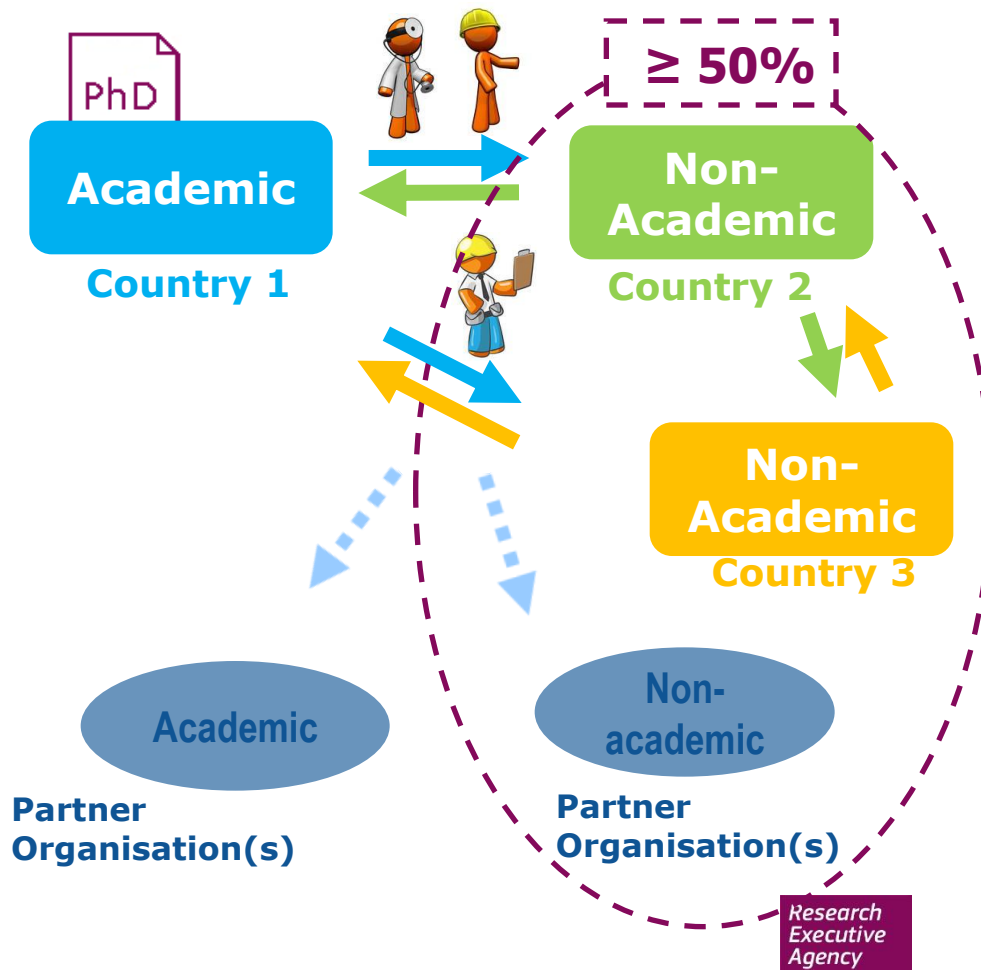 PhD
≥ 50%
Academic
Non-
Academic
Country 1
Country 2
Non-
Academic
Country 3
Academic
Non-
academic
Partner
Organisation(s)
Partner
Organisation(s)
Research
Executive
Agency